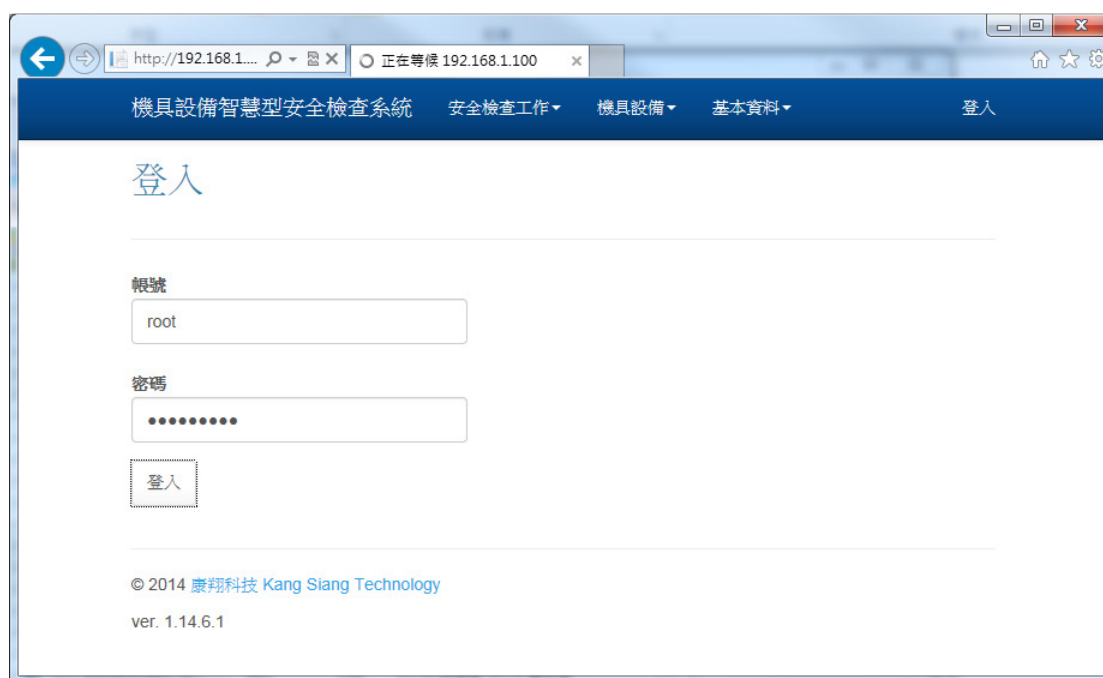 http://192.168.1....
正在等候 192.168.1.100
機具設備智慧型安全檢查系統 安全檢查工作 機具設備 基本資料 登入
登入
帳號
root
密碼
•••••••••
登入
© 2014 康翔科技 Kang Siang Technology
ver. 1.14.6.1